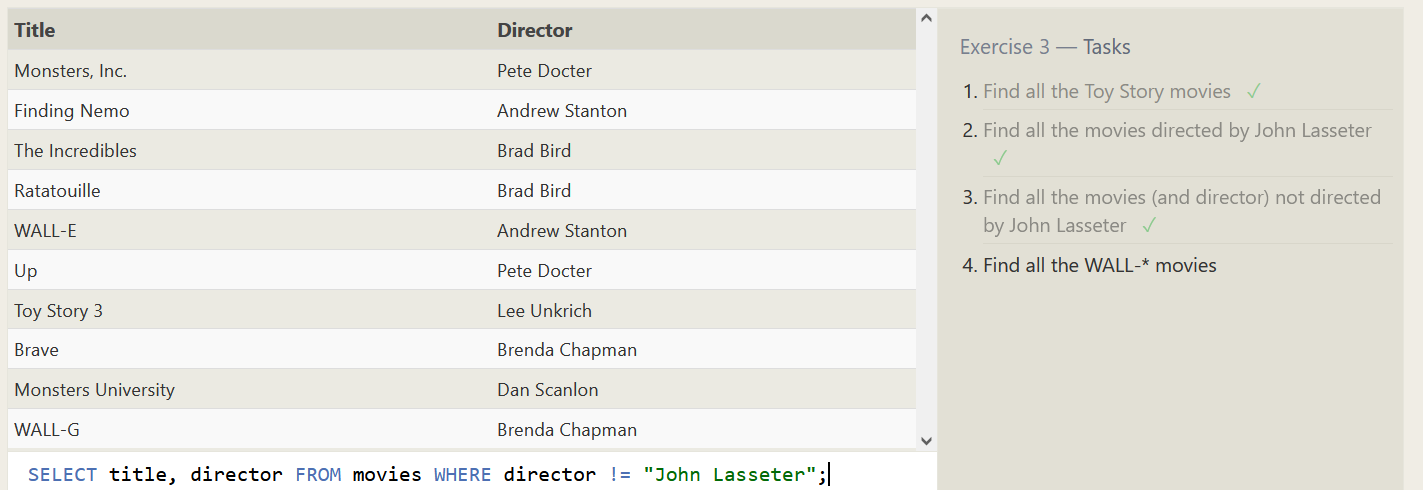 Title Director
Monsters, Inc. Pete Docter
Finding Nemo Andrew Stanton
The Incredibles Brad Bird
Ratatouille Brad Bird
WALL-E Andrew Stanton
Up Pete Docter
Toy Story 3 Lee Unkrich
Brave Brenda Chapman
Monsters University Dan Scanlon
WALL-G Brenda Chapman
SELECT title, director FROM movies WHERE director != "John Lasseter";
Exercise 3 — Tasks
1. Find all the Toy Story movies ✓
2. Find all the movies directed by John Lasseter
✓
3. Find all the movies (and director) not directed
by John Lasseter ✓
4. Find all the WALL-* movies